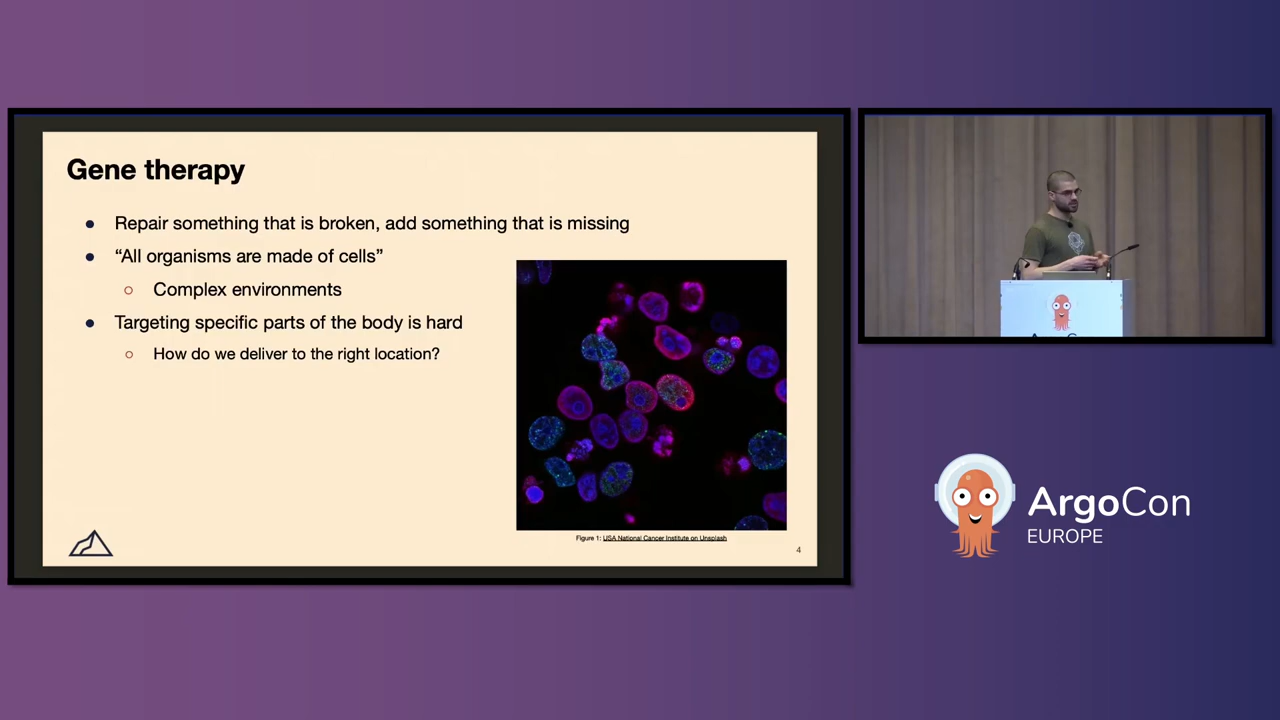 Gene therapy
● Repair something that is broken, add something that is missing
● “All organisms are made of cells”
○ Complex environments
● Targeting specific parts of the body is hard
○ How do we deliver to the right location?
Figure 1: USA National Cancer Institute on Unsplash
4
ArgoCon
EUROPE